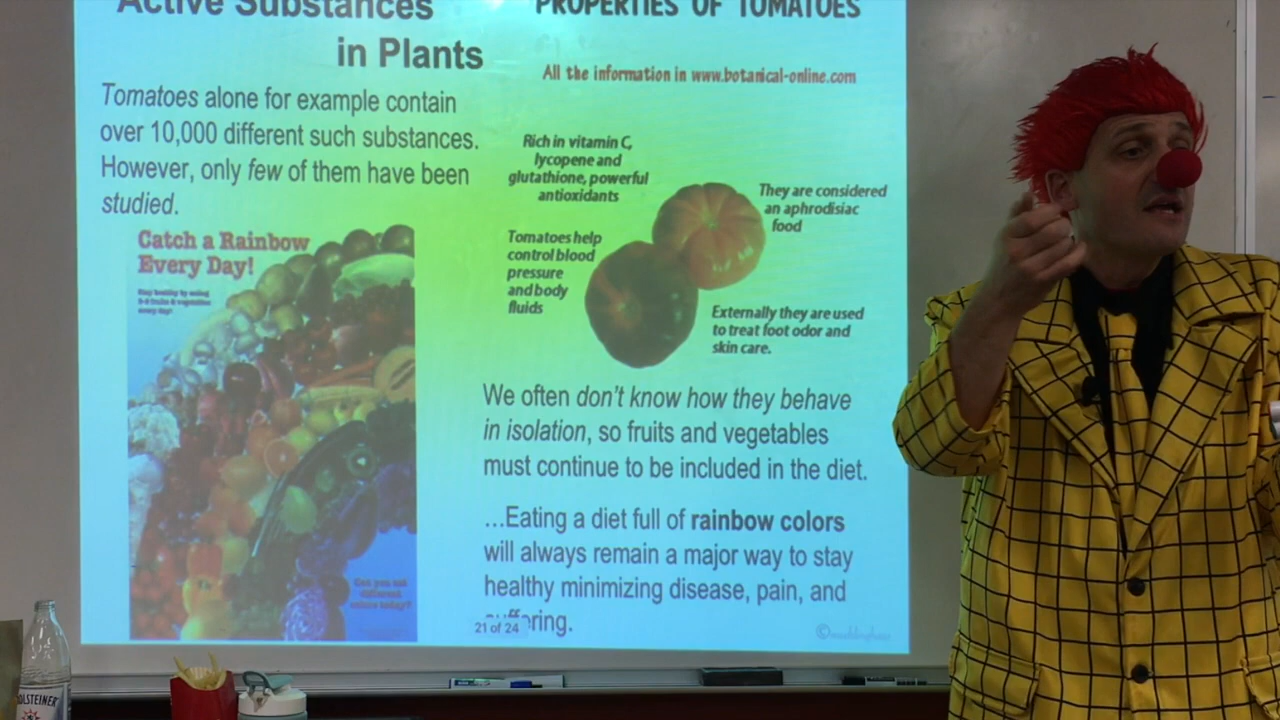 Active Substances
in Plants
Tomatoes alone for example contain
over 10,000 different such substances.
However, only few of them have been
studied.
Catch a Rainbow
Every Day!
PROPERTIES OF TOMATOES
All the information in www.botanical-online.com
Rich in vitamin C,
lycopene and
glutathione, powerful
antioxidants
They are considered
an aphrodisiac
food
Tomatoes help
control blood
pressure
and body
fluids
Externally they are used
to treat foot odor and
skin care.
We often don't know how they behave
in isolation, so fruits and vegetables
must continue to be included in the diet.
…Eating a diet full of rainbow colors
will always remain a major way to stay
healthy minimizing disease, pain, and
suffering.
21 of 24